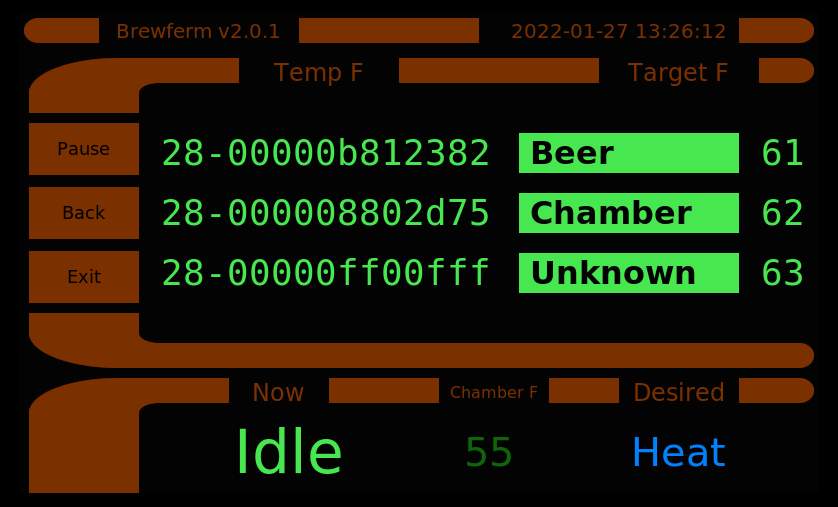 Brewferm v2.0.1 2022-01-27 13:26:12
Temp F Target F
Pause 28-00000b812382 Beer 61
Back 28-000008802d75 Chamber 62
Exit 28-00000ff00fff Unknown 63
Now Chamber F Desired
Idle 55 Heat